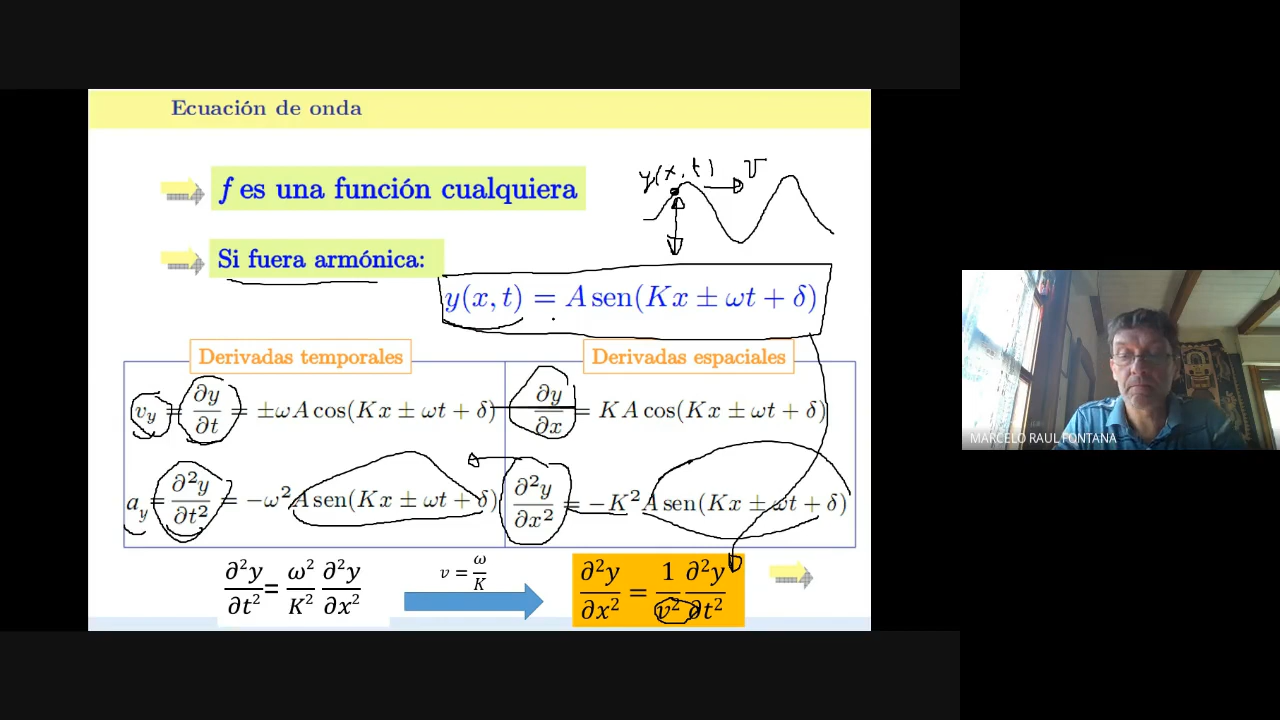 Ecuación de onda
f es una función cualquiera
y(x, t) v
Si fuera armónica:
y(x, t) = A sen(Kx ± ωt + δ)
Derivadas temporales
Derivadas espaciales
v_y = ∂y/∂t = ±ωA cos(Kx ± ωt + δ)
∂y/∂x = KA cos(Kx ± ωt + δ)
a_y = ∂²y/∂t² = −ω²A sen(Kx ± ωt + δ)
∂²y/∂x² = −K²A sen(Kx ± ωt + δ)
∂²y/∂t² = ω²/K² ∂²y/∂x²
v = ω/K
∂²y/∂x² = 1/v² ∂²y/∂t²
MARCELO RAUL FONTANA